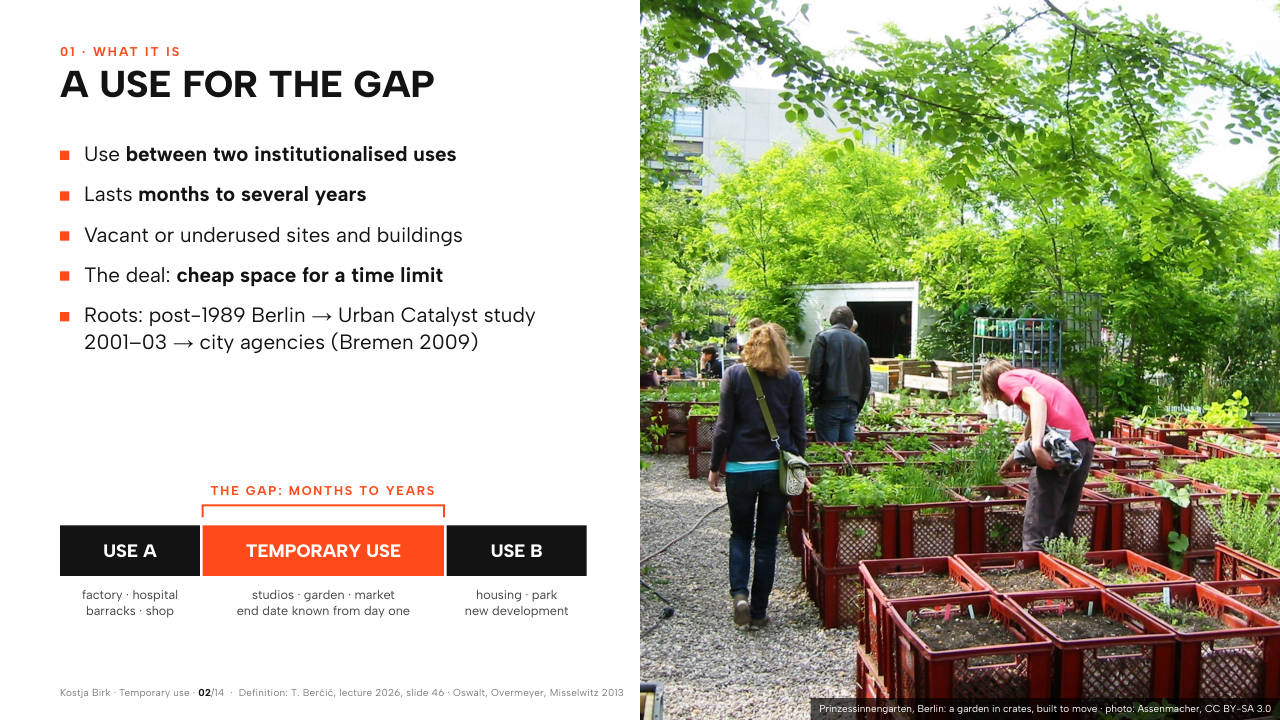 01 · WHAT IT IS
A USE FOR THE GAP
Use between two institutionalised uses
Lasts months to several years
Vacant or underused sites and buildings
The deal: cheap space for a time limit
Roots: post-1989 Berlin → Urban Catalyst study
2001–03 → city agencies (Bremen 2009)
THE GAP: MONTHS TO YEARS
USE A
TEMPORARY USE
USE B
factory · hospital
barracks · shop
studios · garden · market
end date known from day one
housing · park
new development
Kostja Birk · Temporary use · 02/14 · Definition: T. Berčič, lecture 2026, slide 46 · Oswalt, Overmeyer, Misselwitz 2013
Prinzessinnengarten, Berlin: a garden in crates, built to move · photo: Assenmacher, CC BY-SA 3.0